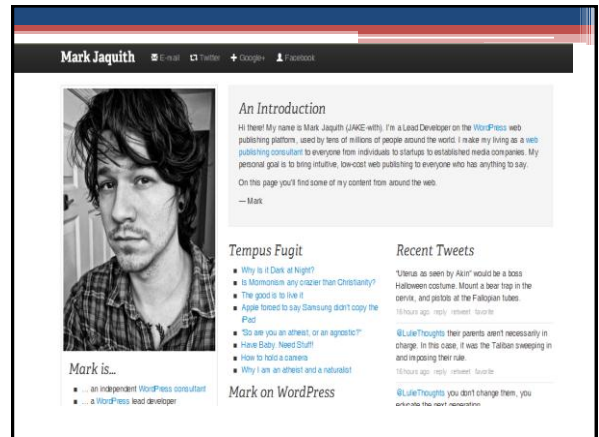 Mark Jaquith E-mail Twitter Google+ Facebook
An Introduction
Hi there! My name is Mark Jaquith (JAKE-with). I'm a Lead Developer on the WordPress web
publishing platform, used by tens of millions of people around the world. I make my living as a web
publishing consultant to everyone from individuals to startups to established media companies. My
personal goal is to bring intuitive, low-cost web publishing to everyone who has anything to say.
On this page you'll find some of my content from around the web.
— Mark
Mark is...
... an independent WordPress consultant
... a WordPress lead developer
Tempus Fugit
Why Is it Dark at Night?
Is Mormonism any crazier than Christianity?
The good is to live it
Apple forced to say Samsung didn't copy the
iPad
"So are you an atheist, or an agnostic?"
Have Baby. Need Stuff!
How to hold a camera
Why I am an atheist and a naturalist
Mark on WordPress
Recent Tweets
"Uterus as seen by Akin" would be a boss
Halloween costume. Mount a bear trap in the
cervix, and pistols at the Fallopian tubes.
16 hours ago reply retweet favorite
@LulieThoughts their parents aren't necessarily in
charge. In this case, it was the Taliban sweeping in
and imposing their rule.
16 hours ago reply retweet favorite
@LulieThoughts you don't change them, you
educate the next generation